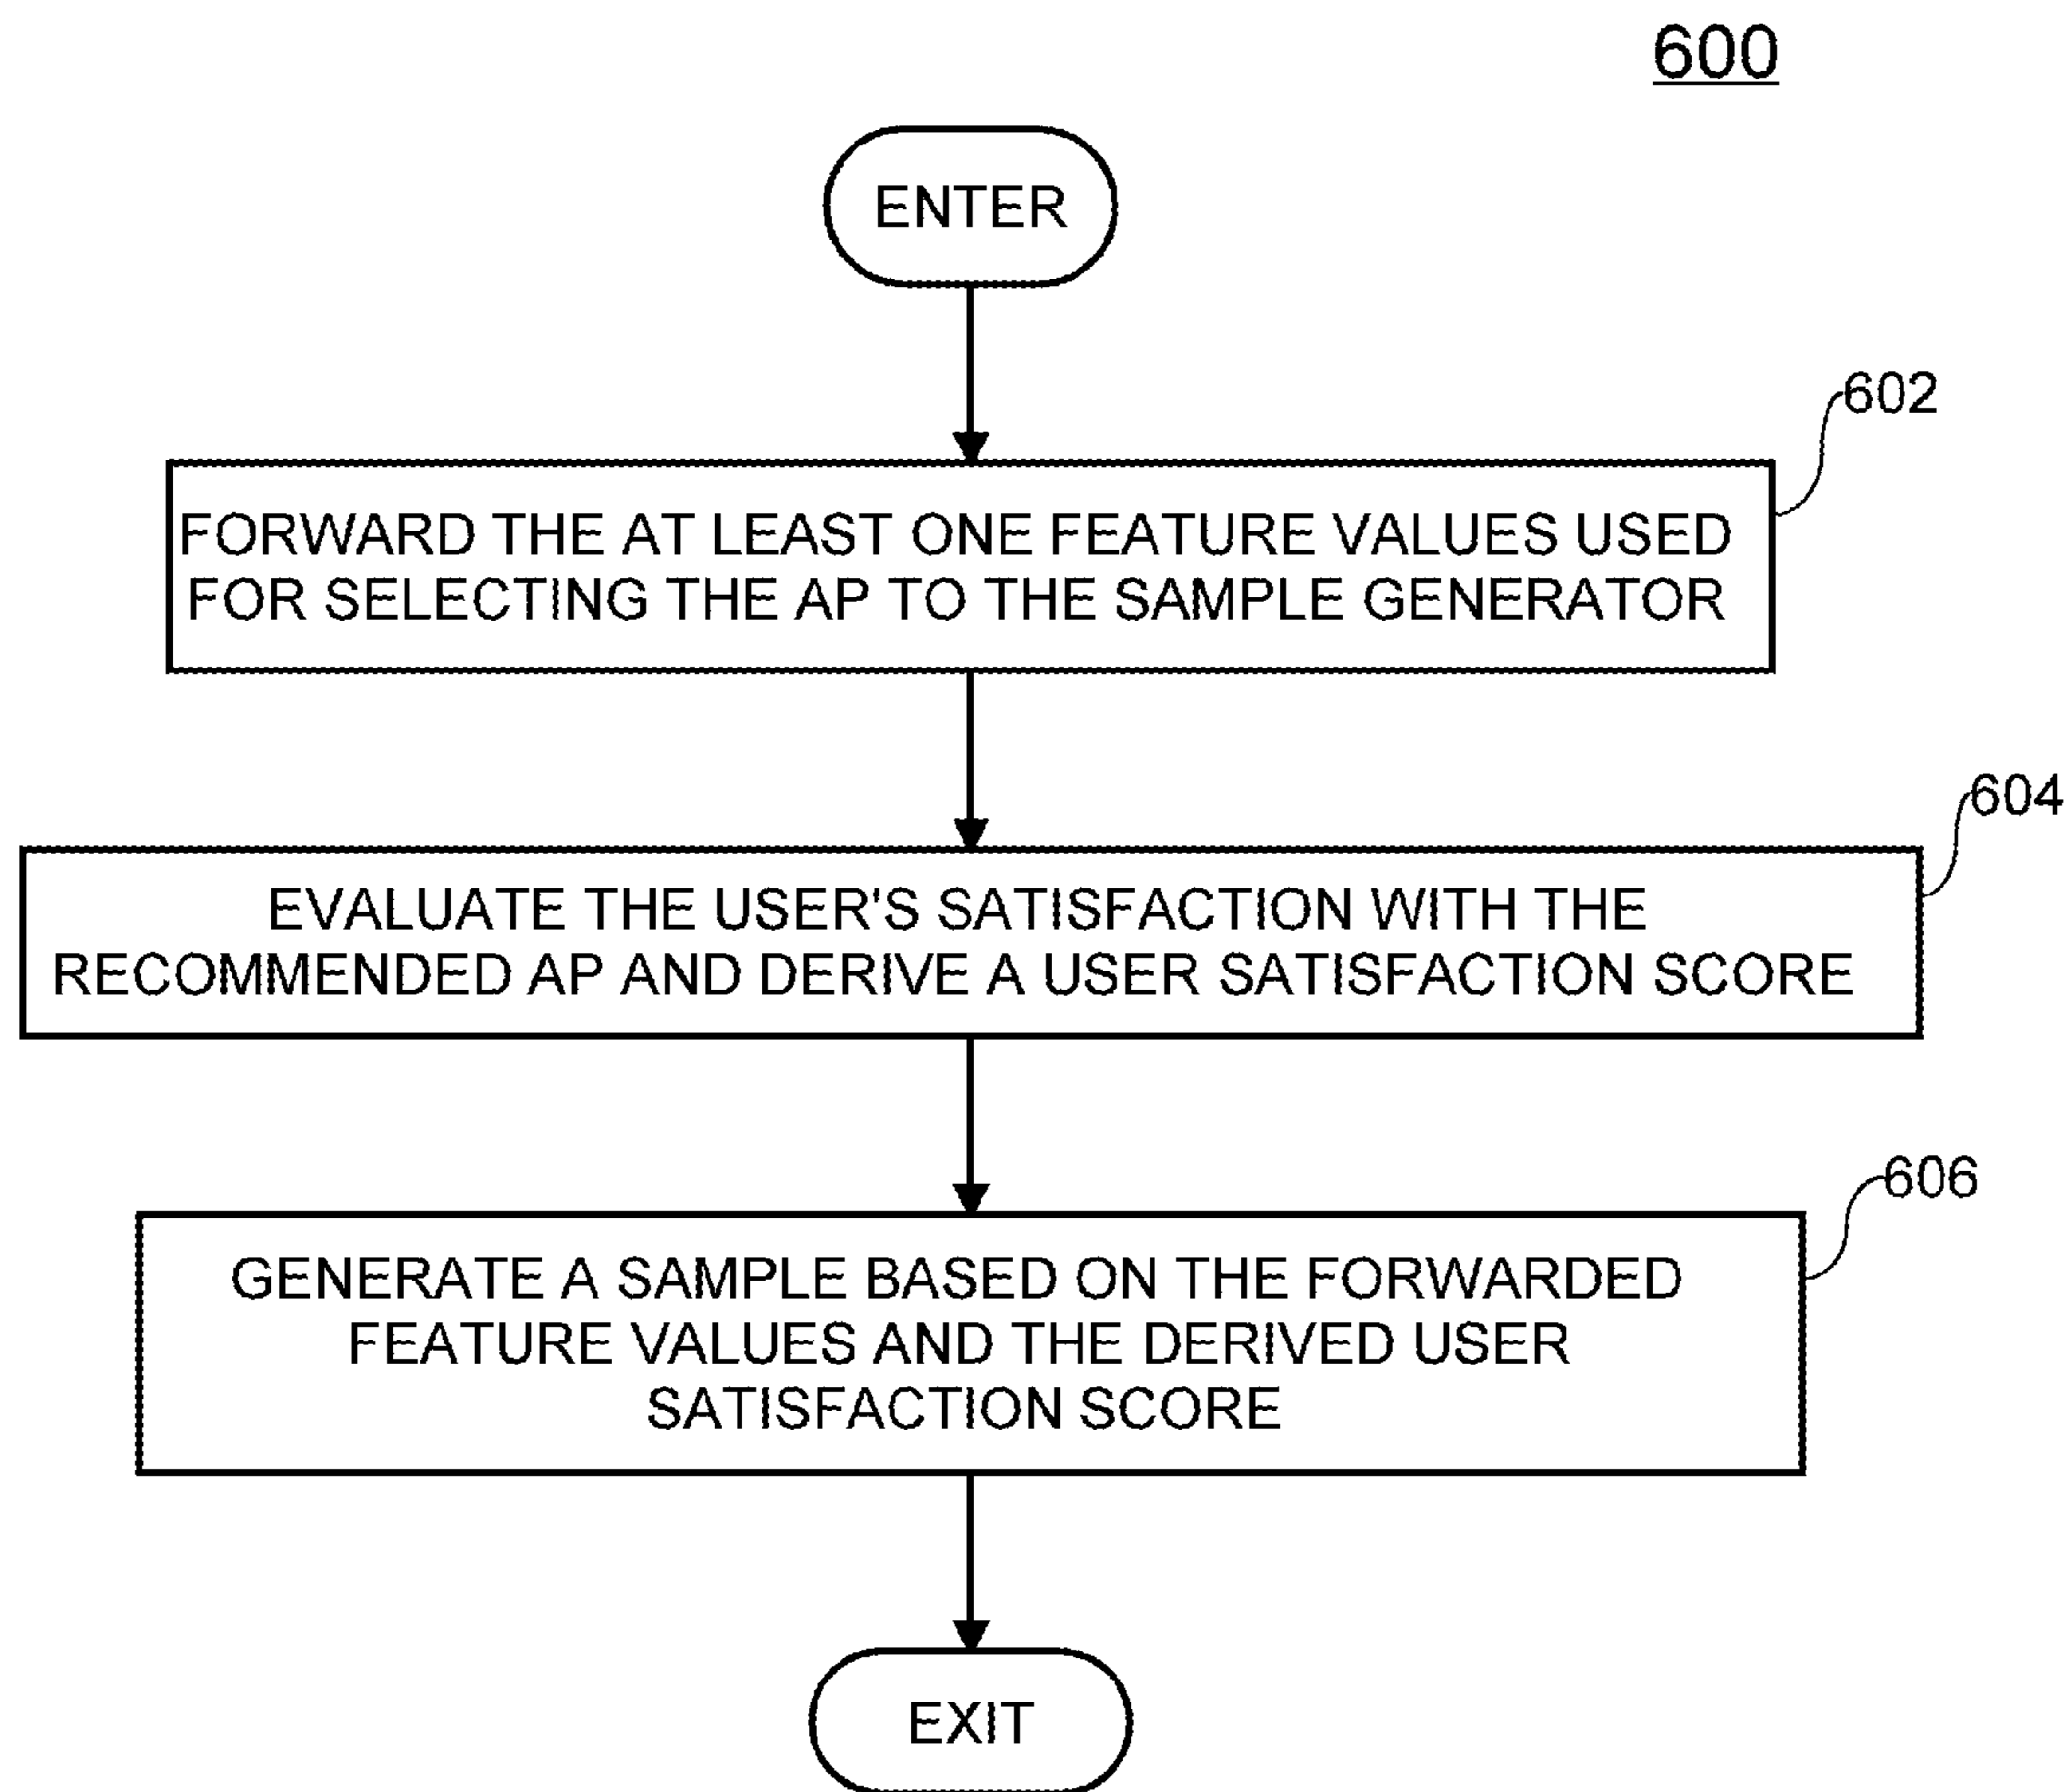 600
ENTER
602
FORWARD THE AT LEAST ONE FEATURE VALUES USED
FOR SELECTING THE AP TO THE SAMPLE GENERATOR
604
EVALUATE THE USER'S SATISFACTION WITH THE
RECOMMENDED AP AND DERIVE A USER SATISFACTION SCORE
606
GENERATE A SAMPLE BASED ON THE FORWARDED
FEATURE VALUES AND THE DERIVED USER
SATISFACTION SCORE
EXIT